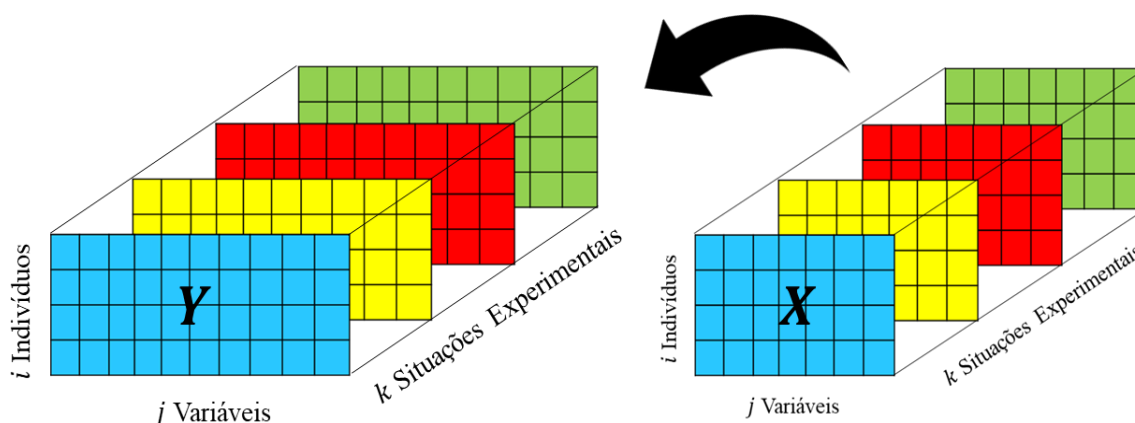 Y
i Indivíduos
j Variáveis
k Situações Experimentais
X
i Indivíduos
j Variáveis
k Situações Experimentais